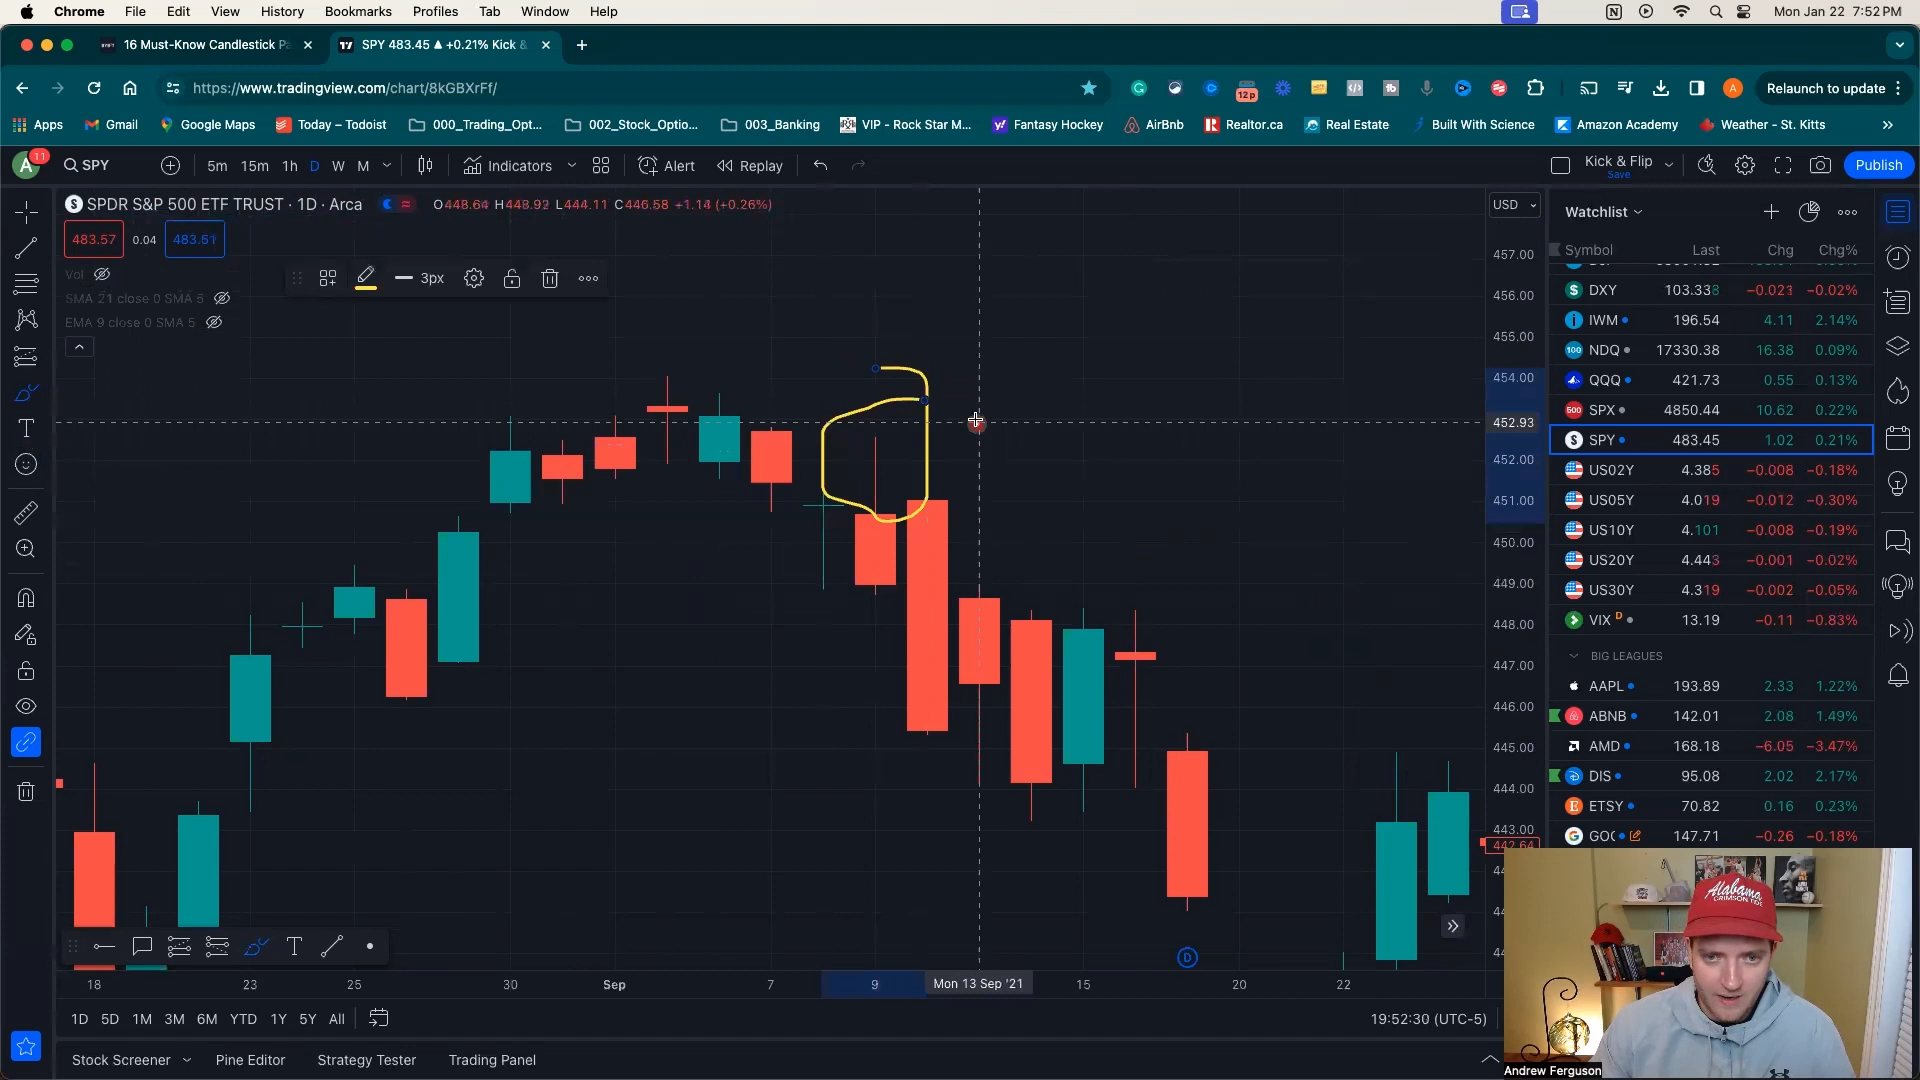 Chrome File Edit View History Bookmarks Profiles Tab Window Help Mon Jan 22 7:52 PM
16 Must-Know Candlestick Pa SPY 483.45 ▲ +0.21% Kick &
https://www.tradingview.com/chart/8kGBXrFf/ 12p A Relaunch to update
Apps Gmail Google Maps Today – Todoist 000_Trading_Opt... 002_Stock_Optio... 003_Banking VIP - Rock Star M... Fantasy Hockey AirBnb Realtor.ca Real Estate Built With Science Amazon Academy Weather - St. Kitts
A 11 SPY 5m 15m 1h D W M Indicators Alert Replay Kick & Flip Save Publish
SPDR S&P 500 ETF TRUST · 1D · Arca O448.64 H448.92 L444.11 C446.58 +1.14 (+0.26%) USD
483.57 0.04 483.51
Vol
SMA 21 close 0 SMA 5
EMA 9 close 0 SMA 5
3px
457.00
456.00
455.00
454.00
452.93
452.00
451.00
450.00
449.00
448.00
447.00
446.00
445.00
444.00
443.00
442.64
18 23 25 30 Sep 7 9 Mon 13 Sep '21 15 20 22
D
1D 5D 1M 3M 6M YTD 1Y 5Y All 19:52:30 (UTC-5)
Stock Screener Pine Editor Strategy Tester Trading Panel
Watchlist
Symbol Last Chg Chg%
DXY 103.338 −0.023 −0.02%
IWM 196.54 4.11 2.14%
NDQ 17330.38 16.38 0.09%
QQQ 421.73 0.55 0.13%
SPX 4850.44 10.62 0.22%
SPY 483.45 1.02 0.21%
US02Y 4.385 −0.008 −0.18%
US05Y 4.019 −0.012 −0.30%
US10Y 4.101 −0.008 −0.19%
US20Y 4.443 −0.001 −0.02%
US30Y 4.319 −0.002 −0.05%
VIX D 13.19 −0.11 −0.83%
BIG LEAGUES
AAPL 193.89 2.33 1.22%
ABNB 142.01 2.08 1.49%
AMD 168.18 −6.05 −3.47%
DIS 95.08 2.02 2.17%
ETSY 70.82 0.16 0.23%
GOO 147.71 −0.26 −0.18%
Alabama
CRIMSON TIDE
Andrew Ferguson